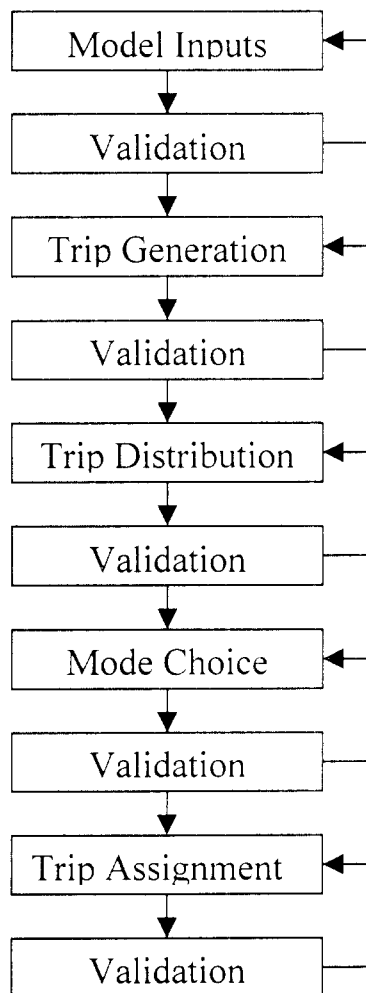 Model Inputs
Validation
Trip Generation
Validation
Trip Distribution
Validation
Mode Choice
Validation
Trip Assignment
Validation